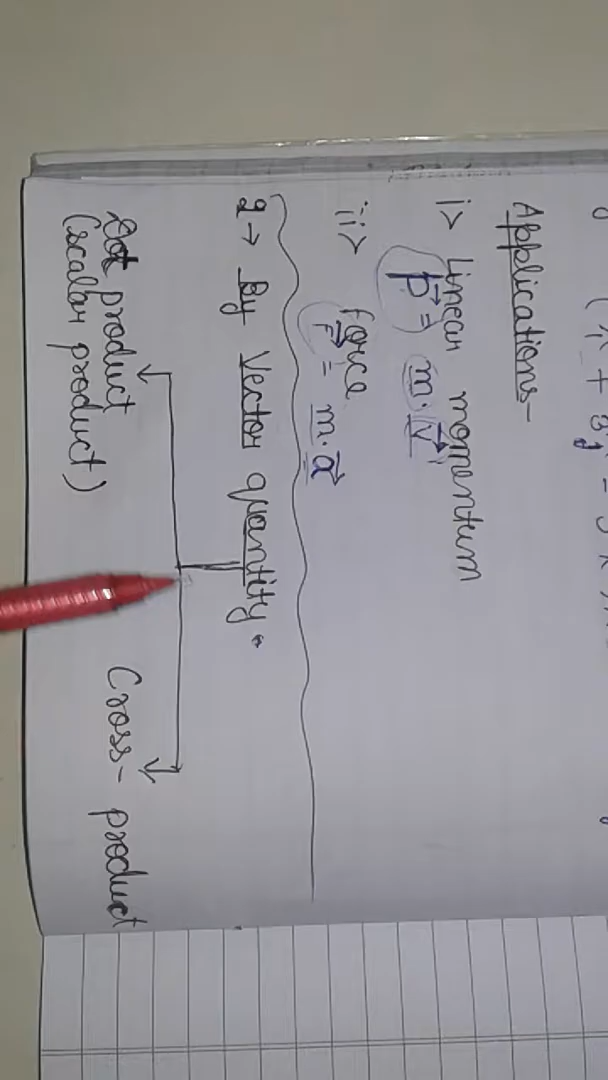 Applications-
i> Linear momentum
p⃗ = m.v⃗
ii> force
F⃗ = m.a⃗
2→ By Vector quantity
Dot product Cross-product
(scalar product)